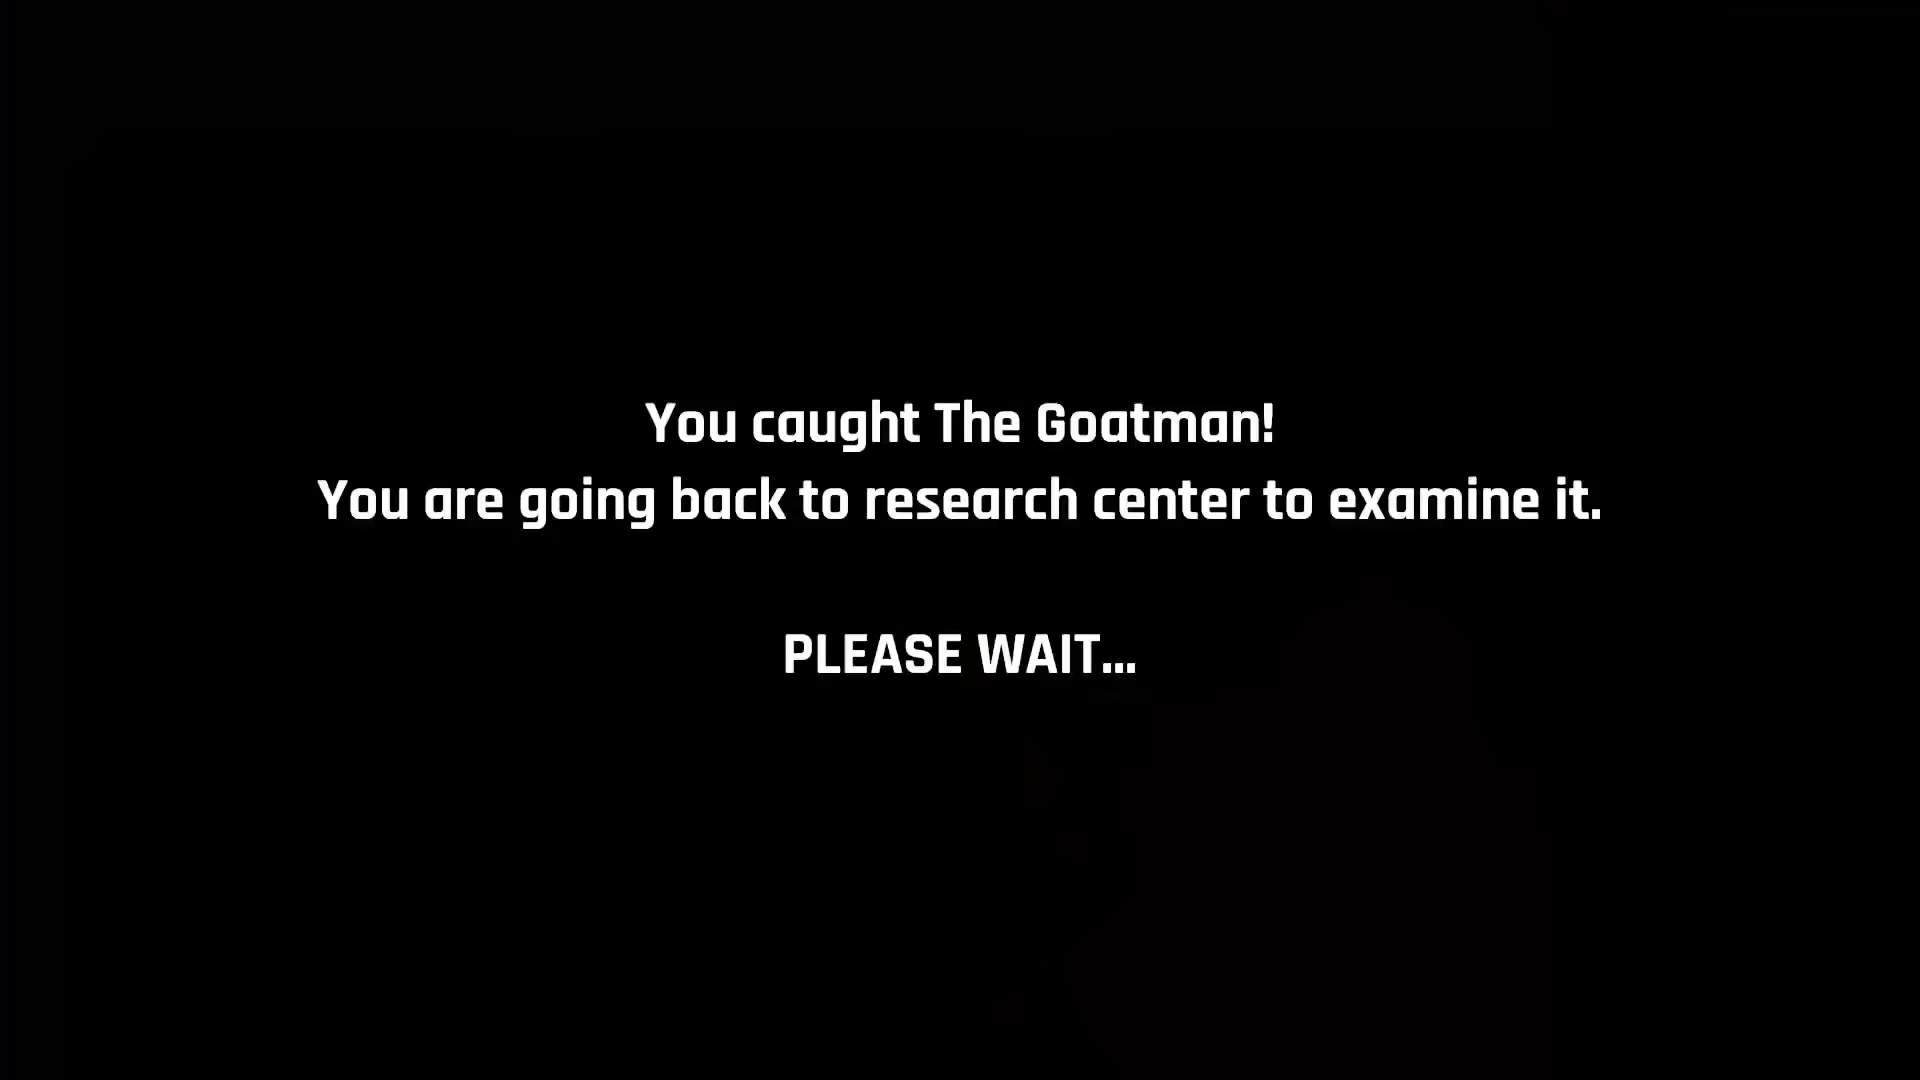 You caught The Goatman!
You are going back to research center to examine it.
PLEASE WAIT...